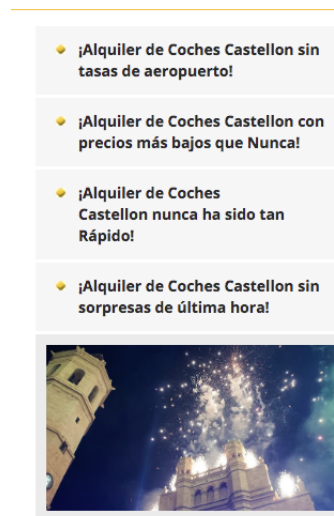 ¡Alquiler de Coches Castellon sin
tasas de aeropuerto!
¡Alquiler de Coches Castellon con
precios más bajos que Nunca!
¡Alquiler de Coches
Castellon nunca ha sido tan
Rápido!
¡Alquiler de Coches Castellon sin
sorpresas de última hora!